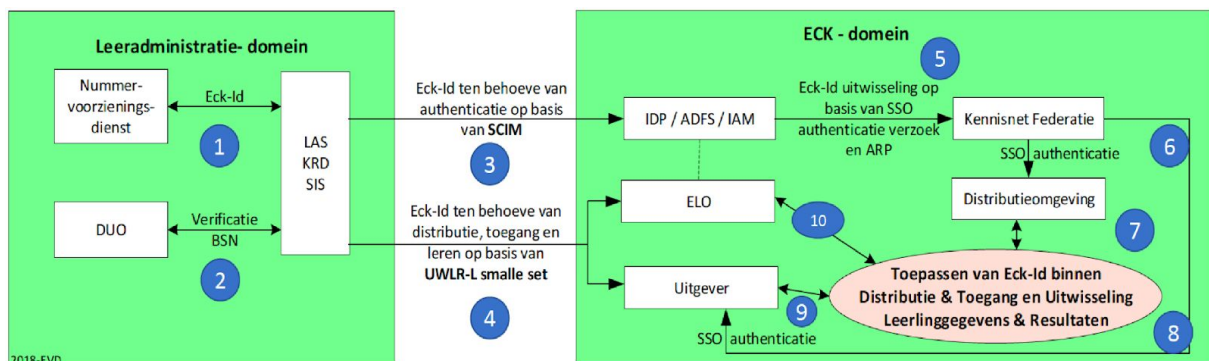 Leeradministratie- domein
Nummer-
voorzienings-
dienst
Eck-Id
1
LAS
KRD
SIS
DUO
Verificatie
BSN
2
2018-EVD
Eck-Id ten behoeve van
authenticatie op basis
van SCIM
3
Eck-Id ten behoeve van
distributie, toegang en
leren op basis van
UWLR-L smalle set
4
ECK - domein
5
IDP / ADFS / IAM
Eck-Id uitwisseling op
basis van SSO
authenticatie verzoek
en ARP
Kennisnet Federatie
6
SSO authenticatie
ELO
10
Distributieomgeving
7
Uitgever
9
Toepassen van Eck-Id binnen
Distributie & Toegang en Uitwisseling
Leerlinggegevens & Resultaten
8
SSO authenticatie